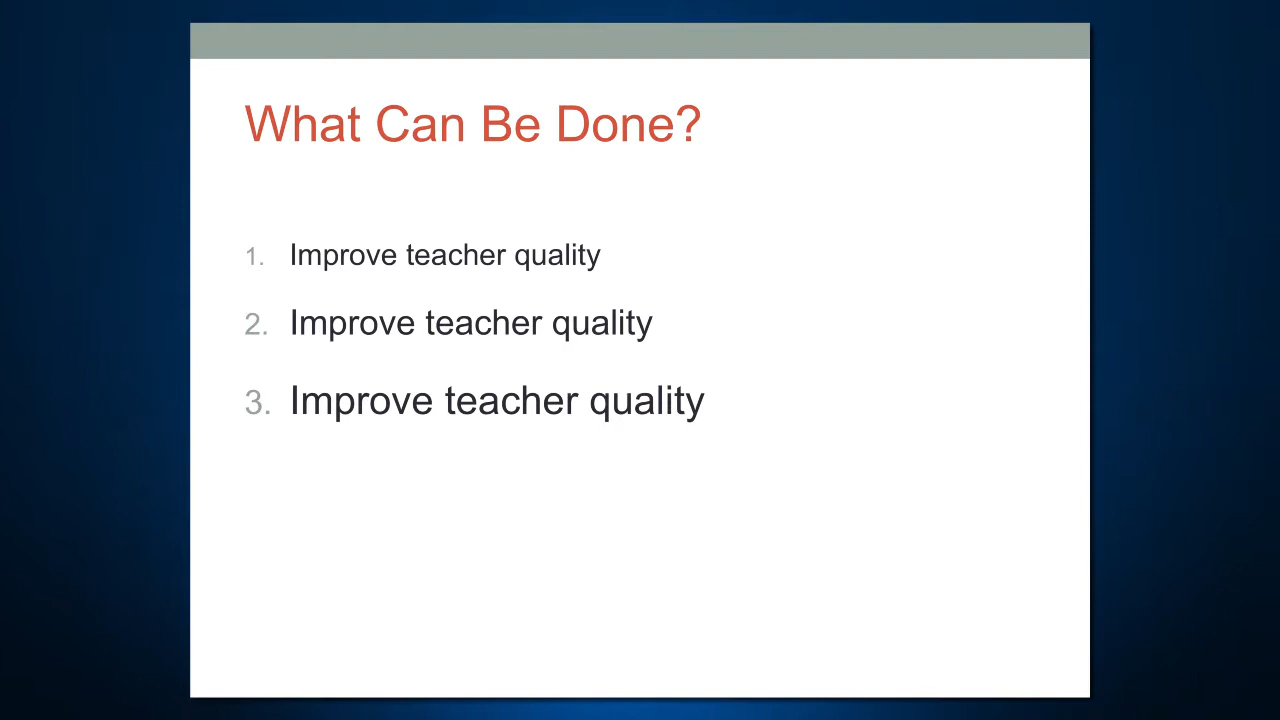 What Can Be Done?
1. Improve teacher quality
2. Improve teacher quality
3. Improve teacher quality